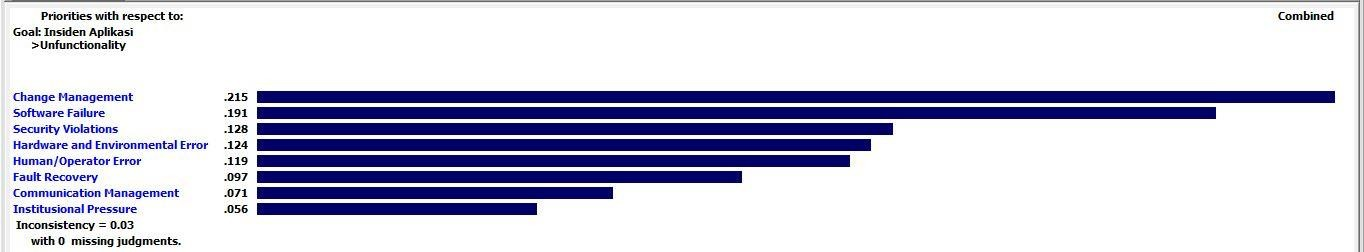 Priorities with respect to:
Combined
Goal: Insiden Aplikasi
>Unfunctionality
Change Management .215
Software Failure .191
Security Violations .128
Hardware and Environmental Error .124
Human/Operator Error .119
Fault Recovery .097
Communication Management .071
Institutional Pressure .056
Inconsistency = 0.03
with 0 missing judgments.